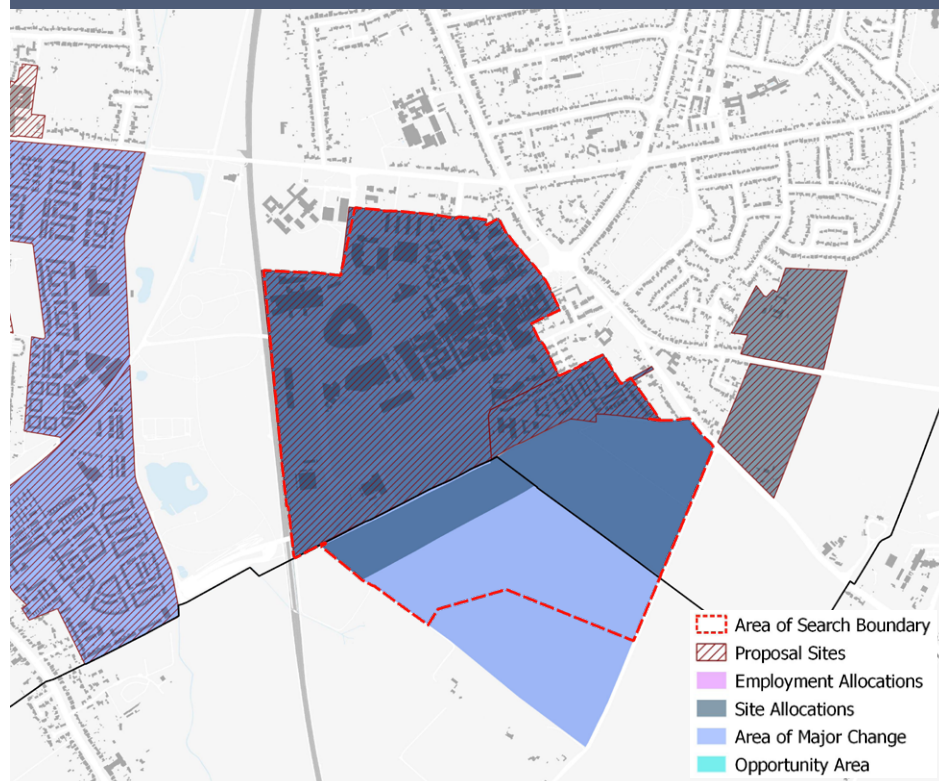 Area of Search Boundary
Proposal Sites
Employment Allocations
Site Allocations
Area of Major Change
Opportunity Area